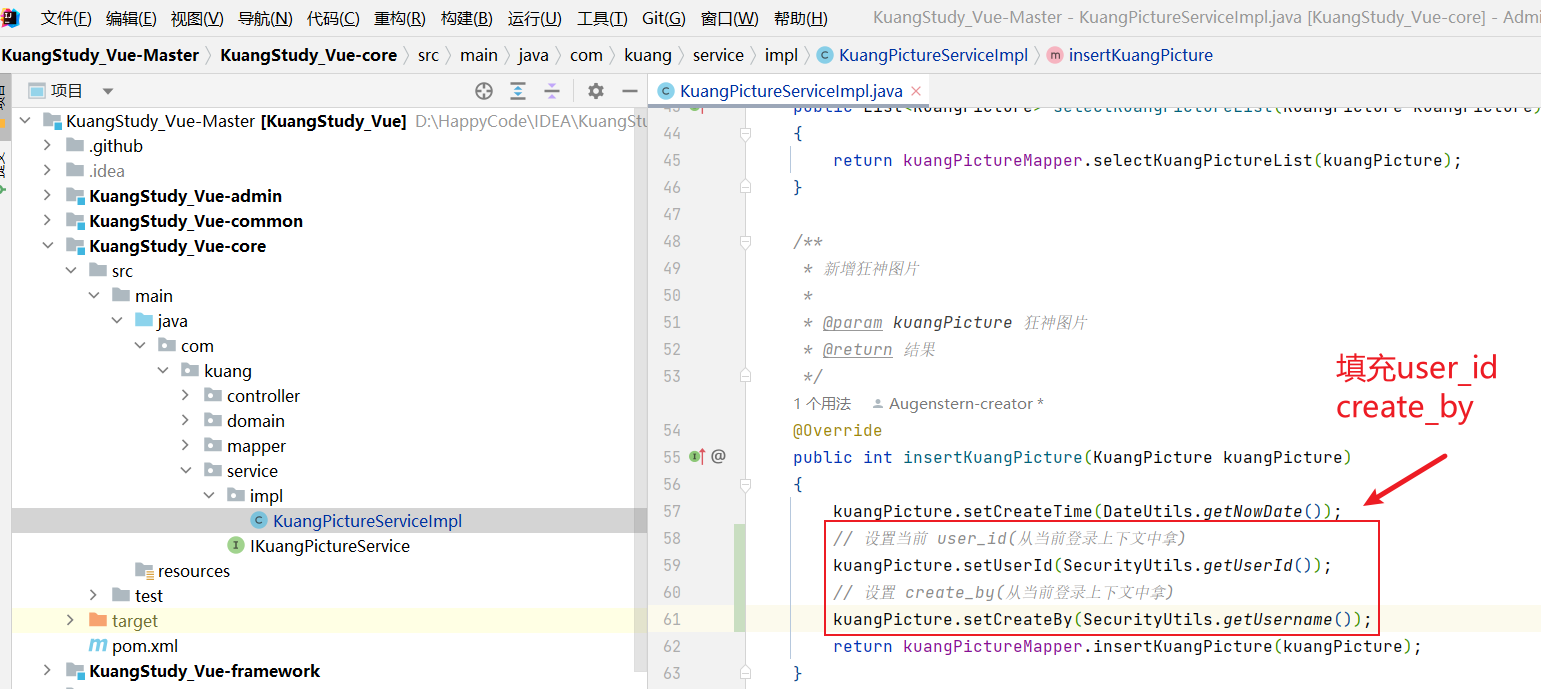 文件(F) 编辑(E) 视图(V) 导航(N) 代码(C) 重构(R) 构建(B) 运行(U) 工具(T) Git(G) 窗口(W) 帮助(H) KuangStudy_Vue-Master - KuangPictureServiceImpl.java [KuangStudy_Vue-core] - Admi
KuangStudy_Vue-Master KuangStudy_Vue-core src main java com kuang service impl KuangPictureServiceImpl insertKuangPicture
项目
KuangPictureServiceImpl.java
KuangStudy_Vue-Master [KuangStudy_Vue] D:\HappyCode\IDEA\KuangStu
.github
.idea
KuangStudy_Vue-admin
KuangStudy_Vue-common
KuangStudy_Vue-core
src
main
java
com
kuang
controller
domain
mapper
service
impl
KuangPictureServiceImpl
IKuangPictureService
resources
test
target
pom.xml
KuangStudy_Vue-framework
43 public List<KuangPicture> selectKuangPictureList(KuangPicture kuangPicture)
44 {
45 return kuangPictureMapper.selectKuangPictureList(kuangPicture);
46 }
47
48 /**
49 * 新增狂神图片
50 *
51 * @param kuangPicture 狂神图片
52 * @return 结果
53 */
1 个用法 Augenstern-creator *
54 @Override
55 public int insertKuangPicture(KuangPicture kuangPicture)
56 {
57 kuangPicture.setCreateTime(DateUtils.getNowDate());
58 // 设置当前 user_id(从当前登录上下文中拿)
59 kuangPicture.setUserId(SecurityUtils.getUserId());
60 // 设置 create_by(从当前登录上下文中拿)
61 kuangPicture.setCreateBy(SecurityUtils.getUsername());
62 return kuangPictureMapper.insertKuangPicture(kuangPicture);
63 }
填充user_id
create_by